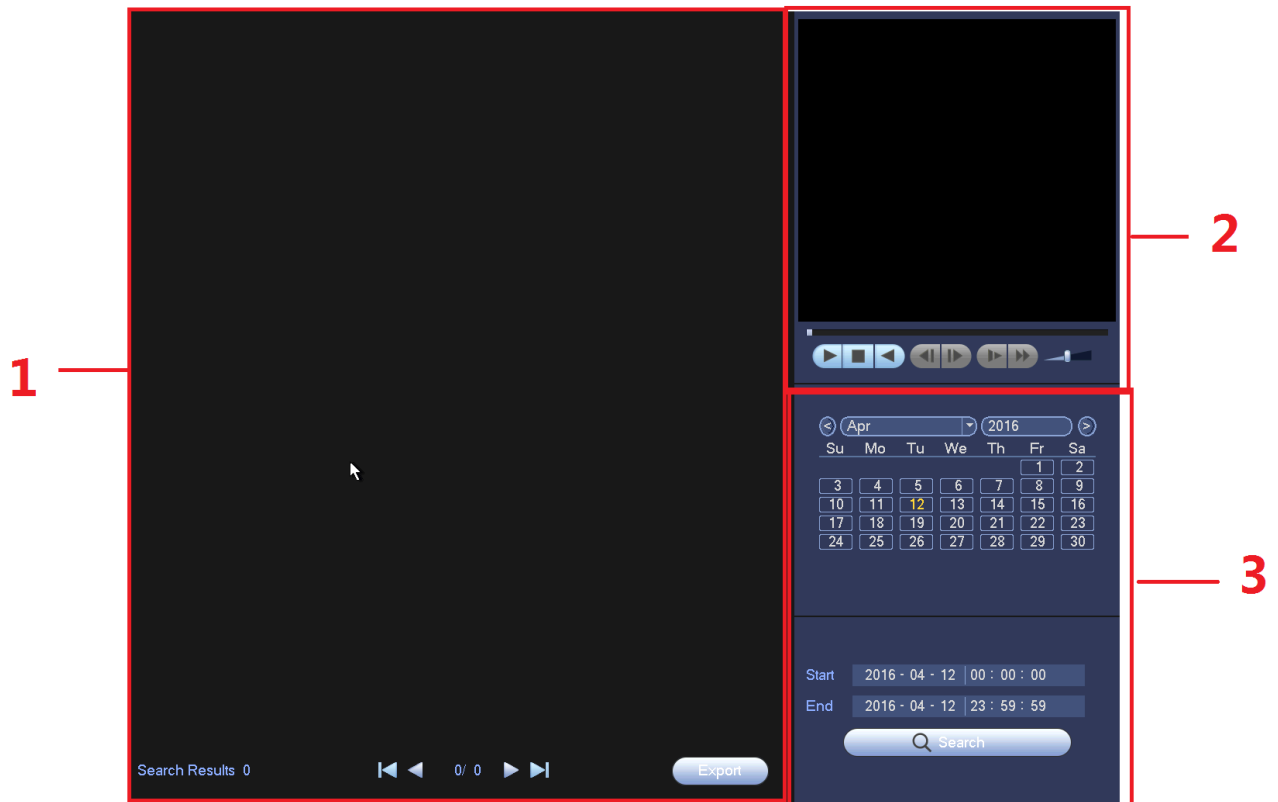 1
2
3
Apr 2016
Su Mo Tu We Th Fr Sa
1 2
3 4 5 6 7 8 9
10 11 12 13 14 15 16
17 18 19 20 21 22 23
24 25 26 27 28 29 30
Start 2016 - 04 - 12 00 : 00 : 00
End 2016 - 04 - 12 23 : 59 : 59
Search
Search Results 0 0/ 0 Export